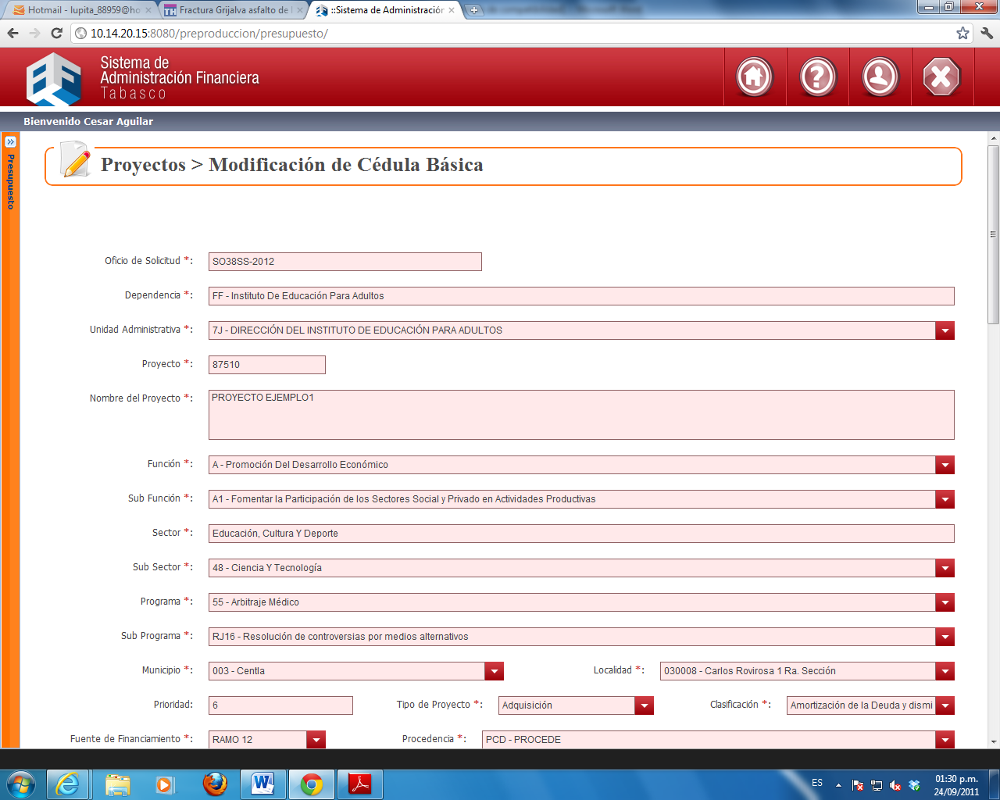 Hotmail - lupita_88959@ho
Fractura Grijalva asfalto de
::Sistema de Administración
10.14.20.15:8080/preproduccion/presupuesto/
Sistema de
Administración Financiera
Tabasco
Bienvenido Cesar Aguilar
Presupuesto
Proyectos > Modificación de Cédula Básica
Oficio de Solicitud *: SO38SS-2012
Dependencia *: FF - Instituto De Educación Para Adultos
Unidad Administrativa *: 7J - DIRECCIÓN DEL INSTITUTO DE EDUCACIÓN PARA ADULTOS
Proyecto *: 87510
Nombre del Proyecto *: PROYECTO EJEMPLO1
Función *: A - Promoción Del Desarrollo Económico
Sub Función *: A1 - Fomentar la Participación de los Sectores Social y Privado en Actividades Productivas
Sector *: Educación, Cultura Y Deporte
Sub Sector *: 48 - Ciencia Y Tecnología
Programa *: 55 - Arbitraje Médico
Sub Programa *: RJ16 - Resolución de controversias por medios alternativos
Municipio *: 003 - Centla Localidad *: 030008 - Carlos Rovirosa 1 Ra. Sección
Prioridad: 6 Tipo de Proyecto *: Adquisición Clasificación *: Amortización de la Deuda y dismi
Fuente de Financiamiento *: RAMO 12 Procedencia *: PCD - PROCEDE
ES
01:30 p.m.
24/09/2011